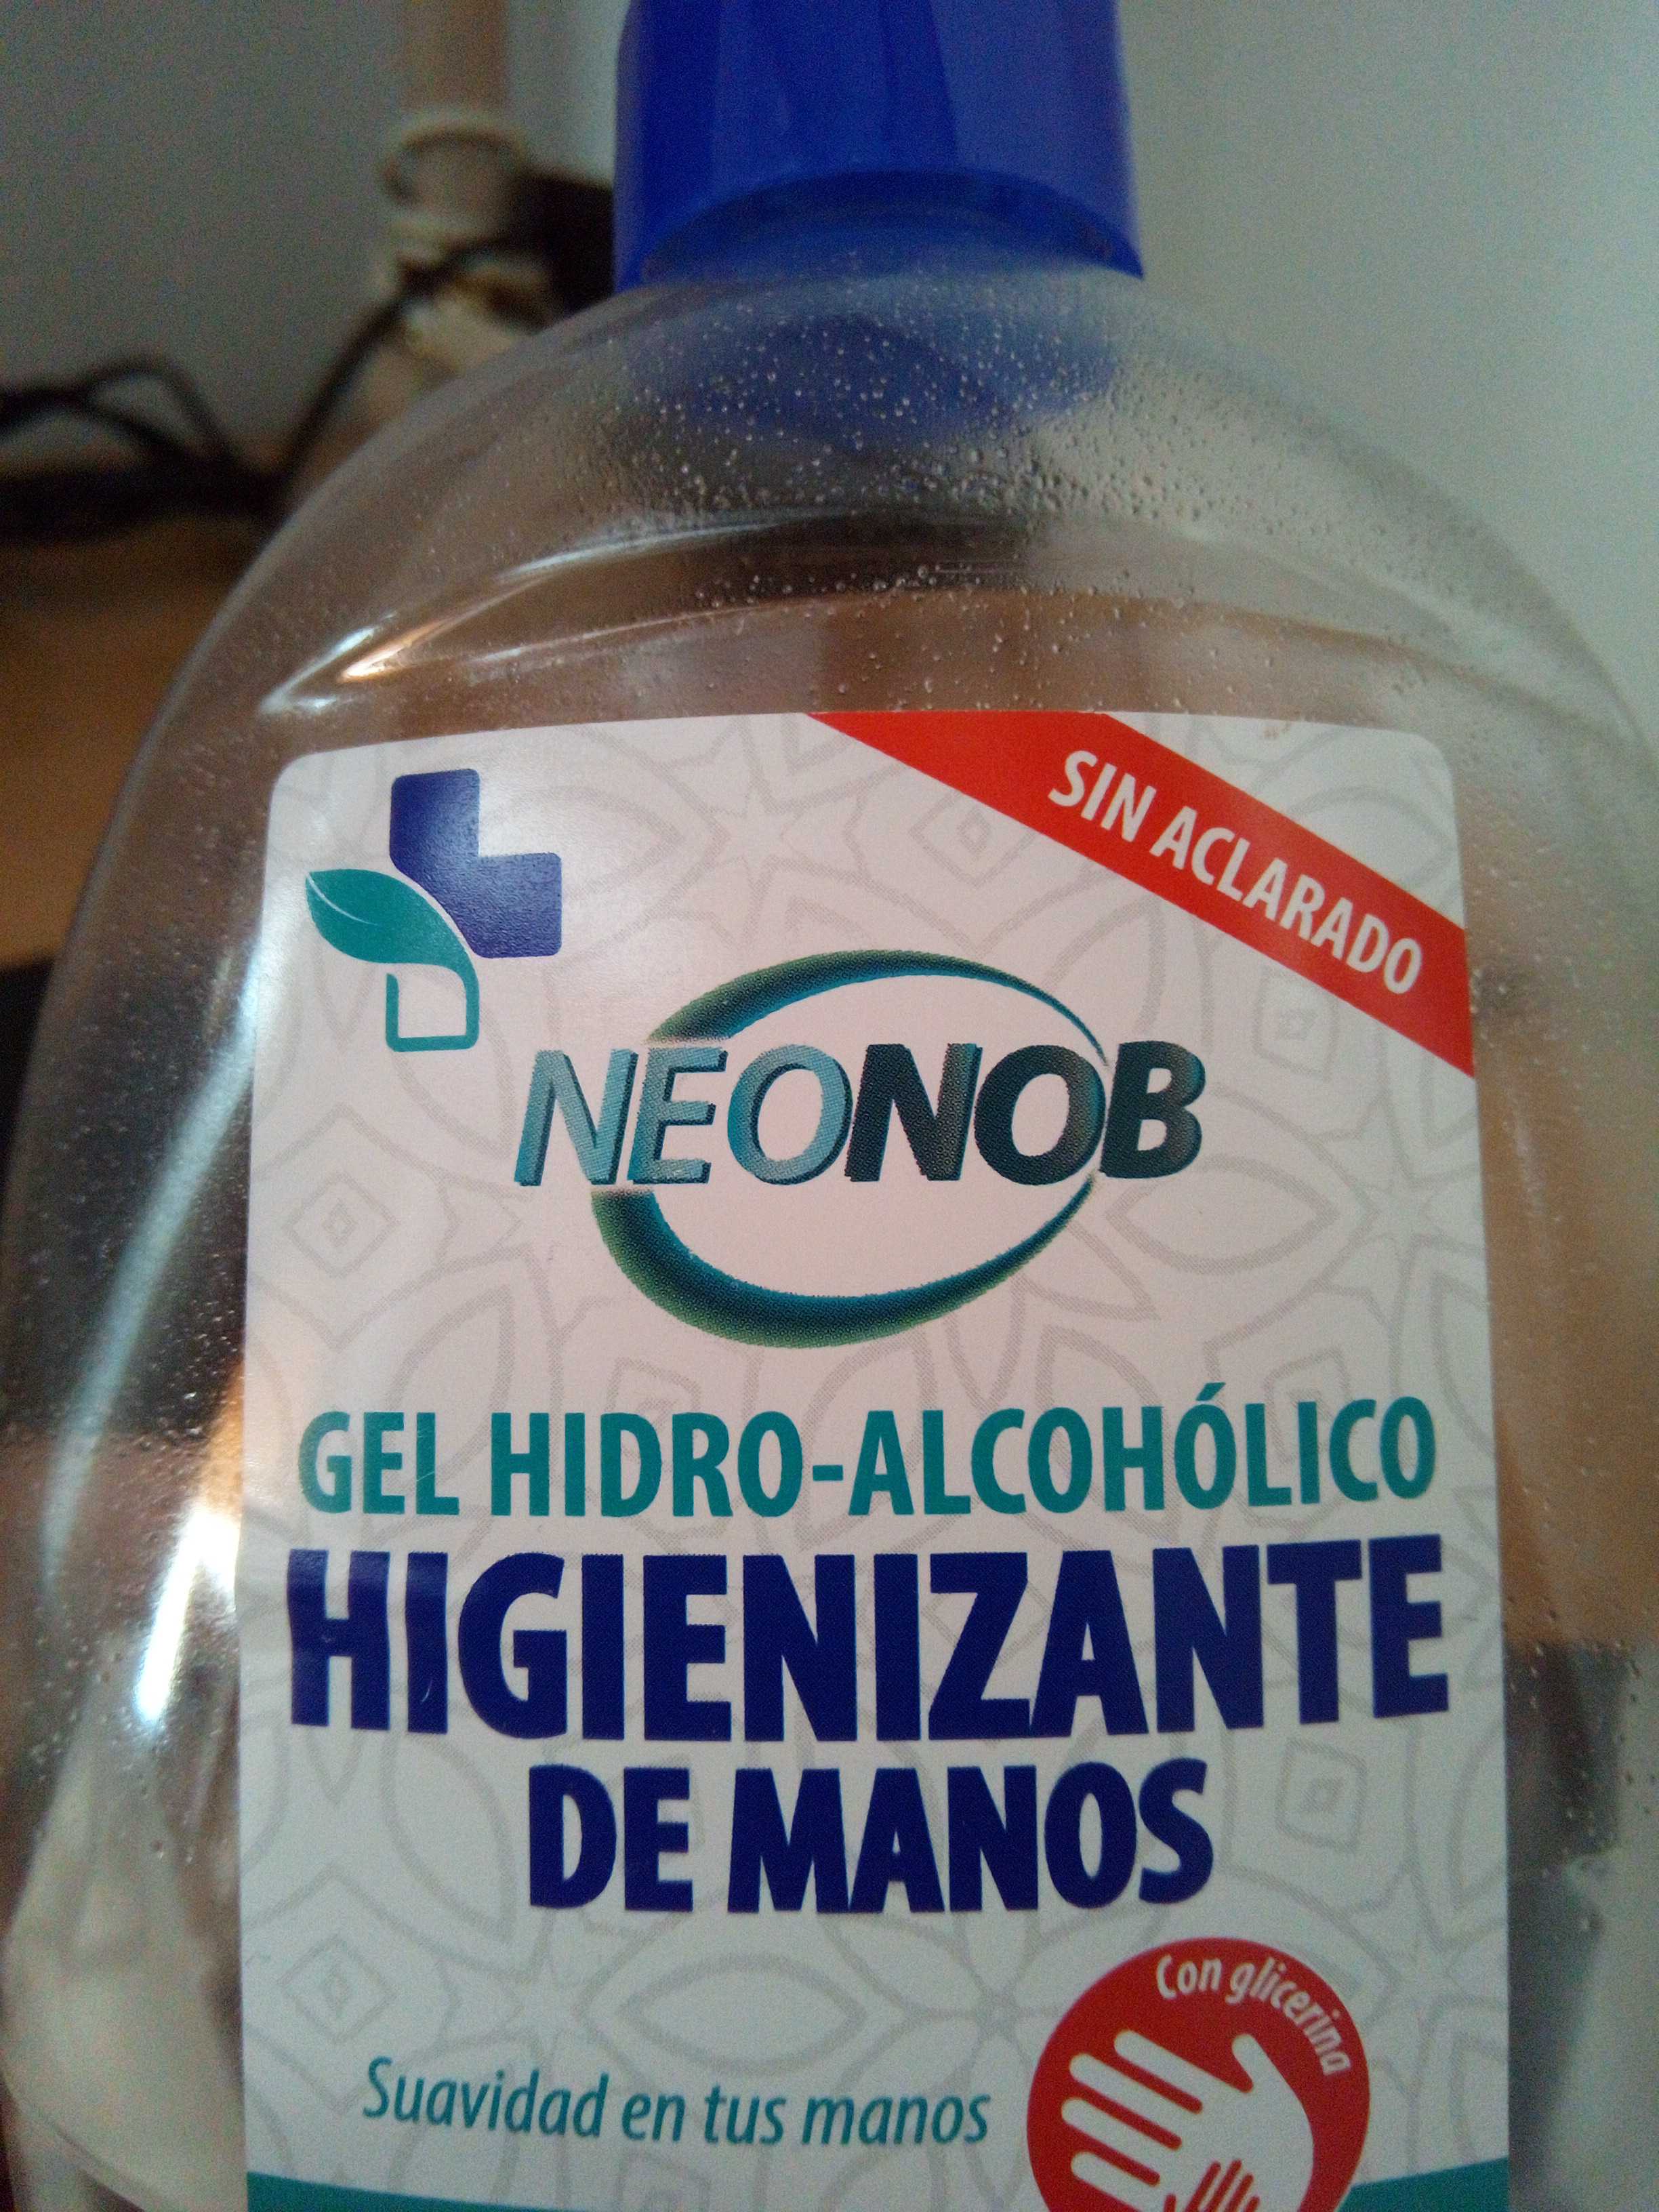 SIN ACLARADO
NEONOB
GEL HIDRO-ALCOHÓLICO
HIGIENIZANTE
DE MANOS
Con glicerina
Suavidad en tus manos